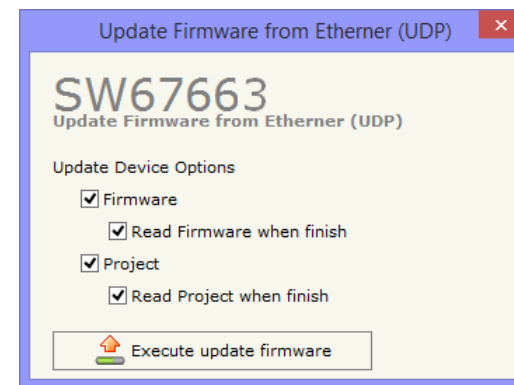 Update Firmware from Etherner (UDP)
SW67663
Update Firmware from Etherner (UDP)
Update Device Options
Firmware
Read Firmware when finish
Project
Read Project when finish
Execute update firmware